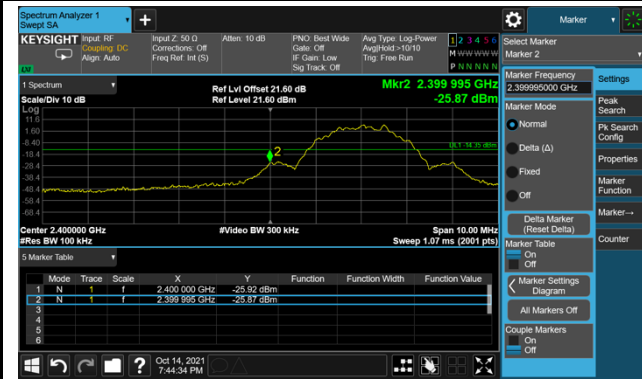 Spectrum Analyzer 1
Swept SA
+
Marker
KEYSIGHT
Input: RF
Coupling: DC
Align: Auto
Input Z: 50 Ω
Corrections: Off
Freq Ref: Int (S)
Atten: 10 dB
PNO: Best Wide
Gate: Off
IF Gain: Low
Sig Track: Off
Avg Type: Log-Power
Avg|Hold:>10/10
Trig: Free Run
1 2 3 4 5 6
M W W W W W
P N N N N N
LXI
Select Marker
Marker 2
1 Spectrum
Scale/Div 10 dB
Ref Lvl Offset 21.60 dB
Ref Level 21.60 dBm
Mkr2 2.399 995 GHz
-25.87 dBm
Log
11.6
1.60
-8.40
-18.4
-28.4
-38.4
-48.4
-58.4
-68.4
2
DL1 -14.35 dBm
Center 2.400000 GHz
#Res BW 100 kHz
#Video BW 300 kHz
Span 10.00 MHz
Sweep 1.07 ms (2001 pts)
5 Marker Table
Mode Trace Scale X Y Function Function Width Function Value
1 N 1 f 2.400 000 GHz -25.92 dBm
2 N 1 f 2.399 995 GHz -25.87 dBm
3
4
5
6
Marker Frequency
2.399995000 GHz
Marker Mode
Normal
Delta (Δ)
Fixed
Off
Delta Marker
(Reset Delta)
Marker Table
On
Off
Marker Settings
Diagram
All Markers Off
Couple Markers
On
Off
Settings
Peak
Search
Pk Search
Config
Properties
Marker
Function
Marker→
Counter
?
Oct 14, 2021
7:44:34 PM